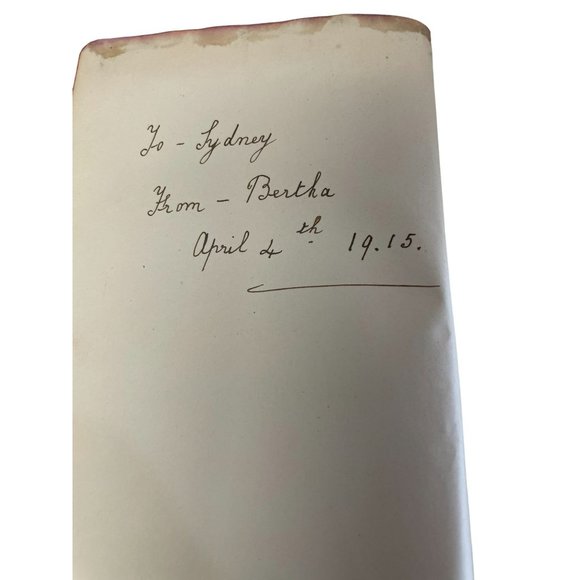 To - Sydney
From - Bertha
April 4th 19.15.